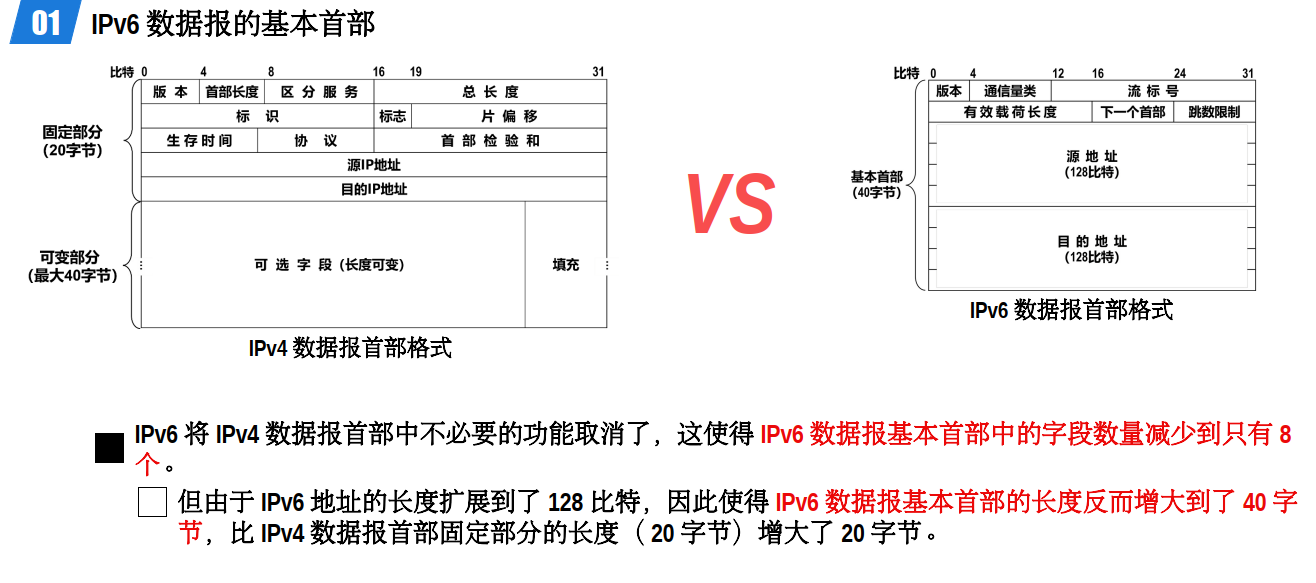 01 IPv6 数据报的基本首部
比特 0 4 8 16 19 31
版本 首部长度 区分服务 总长度
标识 标志 片偏移
生存时间 协议 首部检验和
源IP地址
目的IP地址
固定部分
(20字节)
可变部分
(最大40字节)
可选字段 (长度可变) 填充
IPv4 数据报首部格式
VS
比特 0 4 12 16 24 31
版本 通信量类 流标号
有效载荷长度 下一个首部 跳数限制
源地址
(128比特)
基本首部
(40字节)
目的地址
(128比特)
IPv6 数据报首部格式
IPv6 将 IPv4 数据报首部中不必要的功能取消了，这使得 IPv6 数据报基本首部中的字段数量减少到只有 8
个。
但由于 IPv6 地址的长度扩展到了 128 比特，因此使得 IPv6 数据报基本首部的长度反而增大到了 40 字
节，比 IPv4 数据报首部固定部分的长度（ 20 字节）增大了 20 字节。